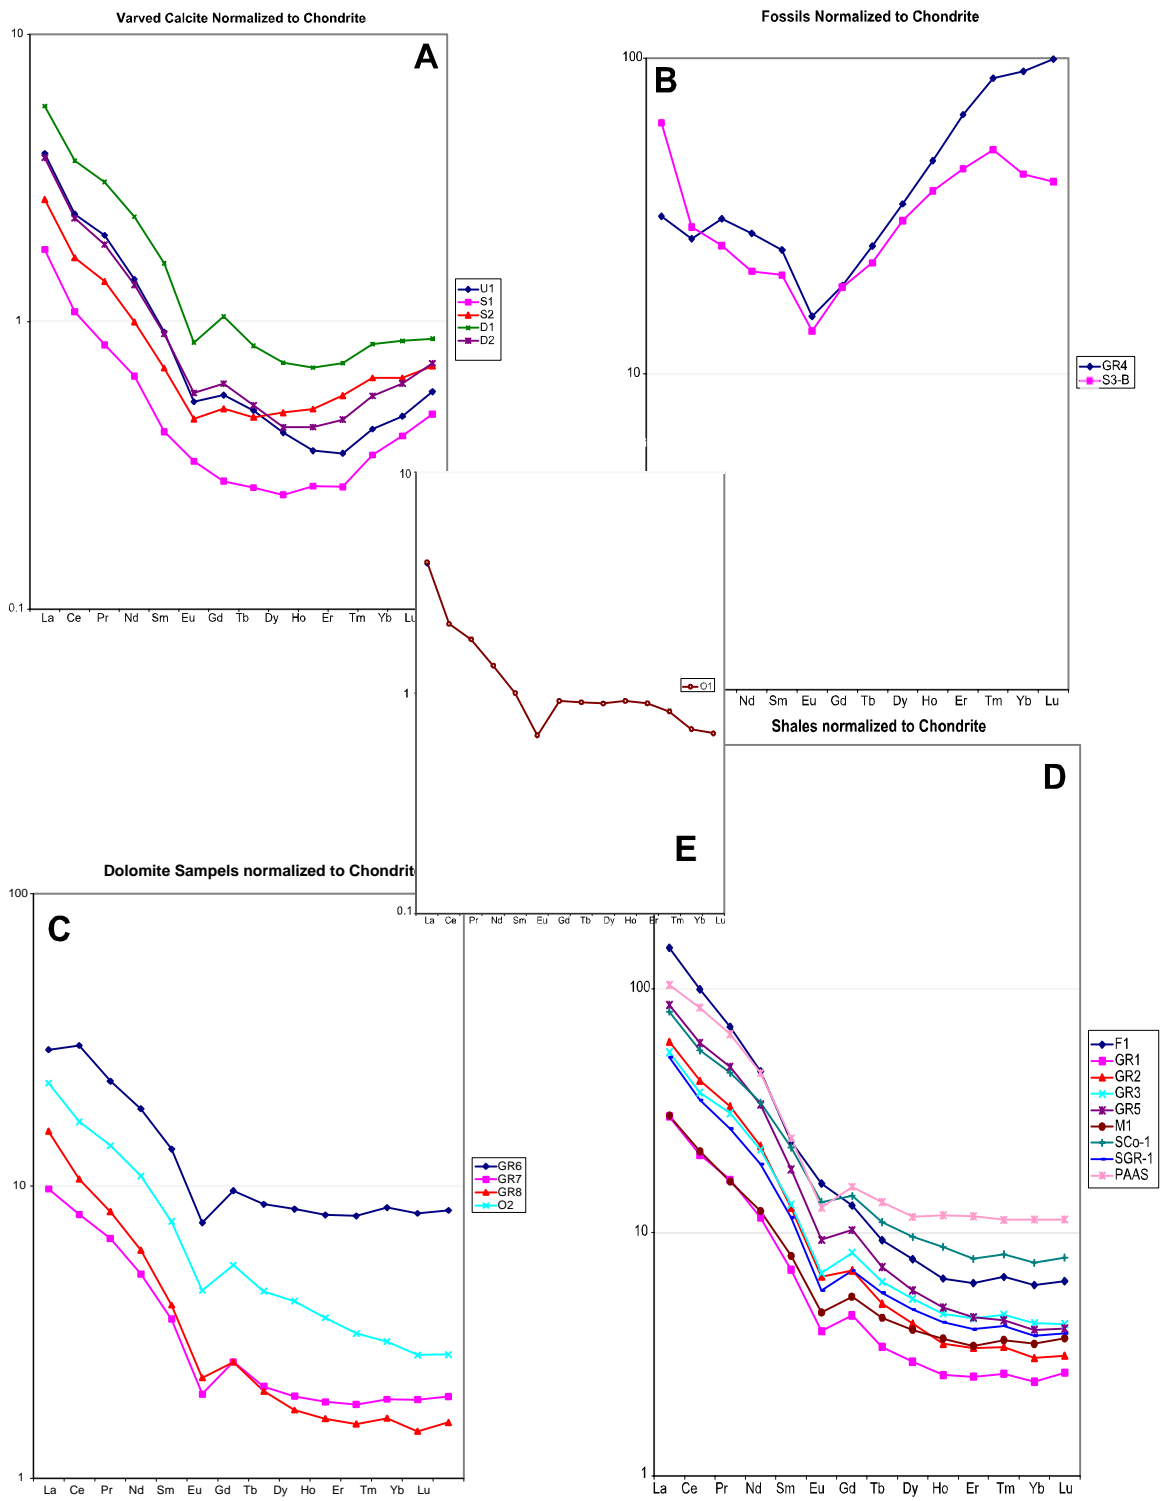 Varved Calcite Normalized to Chondrite
10
A
1
0.1
La Ce Pr Nd Sm Eu Gd Tb Dy Ho Er Tm Yb Lu
U1
S1
S2
D1
D2
Fossils Normalized to Chondrite
100
B
10
Nd Sm Eu Gd Tb Dy Ho Er Tm Yb Lu
GR4
S3-B
10
1
0.1
O1
E
La Ce Pr Nd Sm Eu Gd Tb Dy Ho Er Tm Yb Lu
Dolomite Sampels normalized to Chondrite
100
C
10
1
La Ce Pr Nd Sm Eu Gd Tb Dy Ho Er Tm Yb Lu
GR6
GR7
GR8
O2
Shales normalized to Chondrite
D
100
10
1
La Ce Pr Nd Sm Eu Gd Tb Dy Ho Er Tm Yb Lu
F1
GR1
GR2
GR3
GR5
M1
SCo-1
SGR-1
PAAS